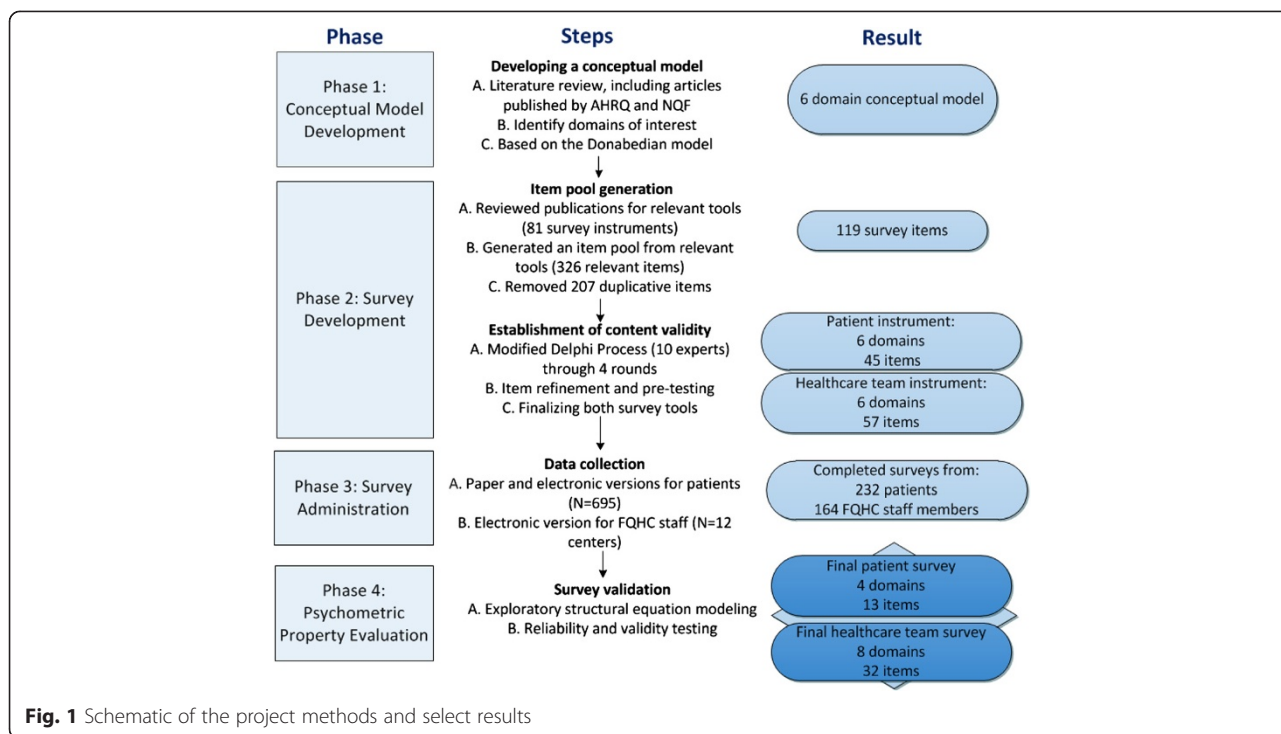 Phase
Steps
Result
Phase 1:
Conceptual Model
Development
Developing a conceptual model
A. Literature review, including articles
published by AHRQ and NQF
B. Identify domains of interest
C. Based on the Donabedian model
6 domain conceptual model
Phase 2: Survey
Development
Item pool generation
A. Reviewed publications for relevant tools
(81 survey instruments)
B. Generated an item pool from relevant
tools (326 relevant items)
C. Removed 207 duplicative items
119 survey items
Establishment of content validity
A. Modified Delphi Process (10 experts)
through 4 rounds
B. Item refinement and pre-testing
C. Finalizing both survey tools
Patient instrument:
6 domains
45 items
Healthcare team instrument:
6 domains
57 items
Phase 3: Survey
Administration
Data collection
A. Paper and electronic versions for patients
(N=695)
B. Electronic version for FQHC staff (N=12
centers)
Completed surveys from:
232 patients
164 FQHC staff members
Phase 4:
Psychometric
Property Evaluation
Survey validation
A. Exploratory structural equation modeling
B. Reliability and validity testing
Final patient survey
4 domains
13 items
Final healthcare team survey
8 domains
32 items
Fig. 1 Schematic of the project methods and select results